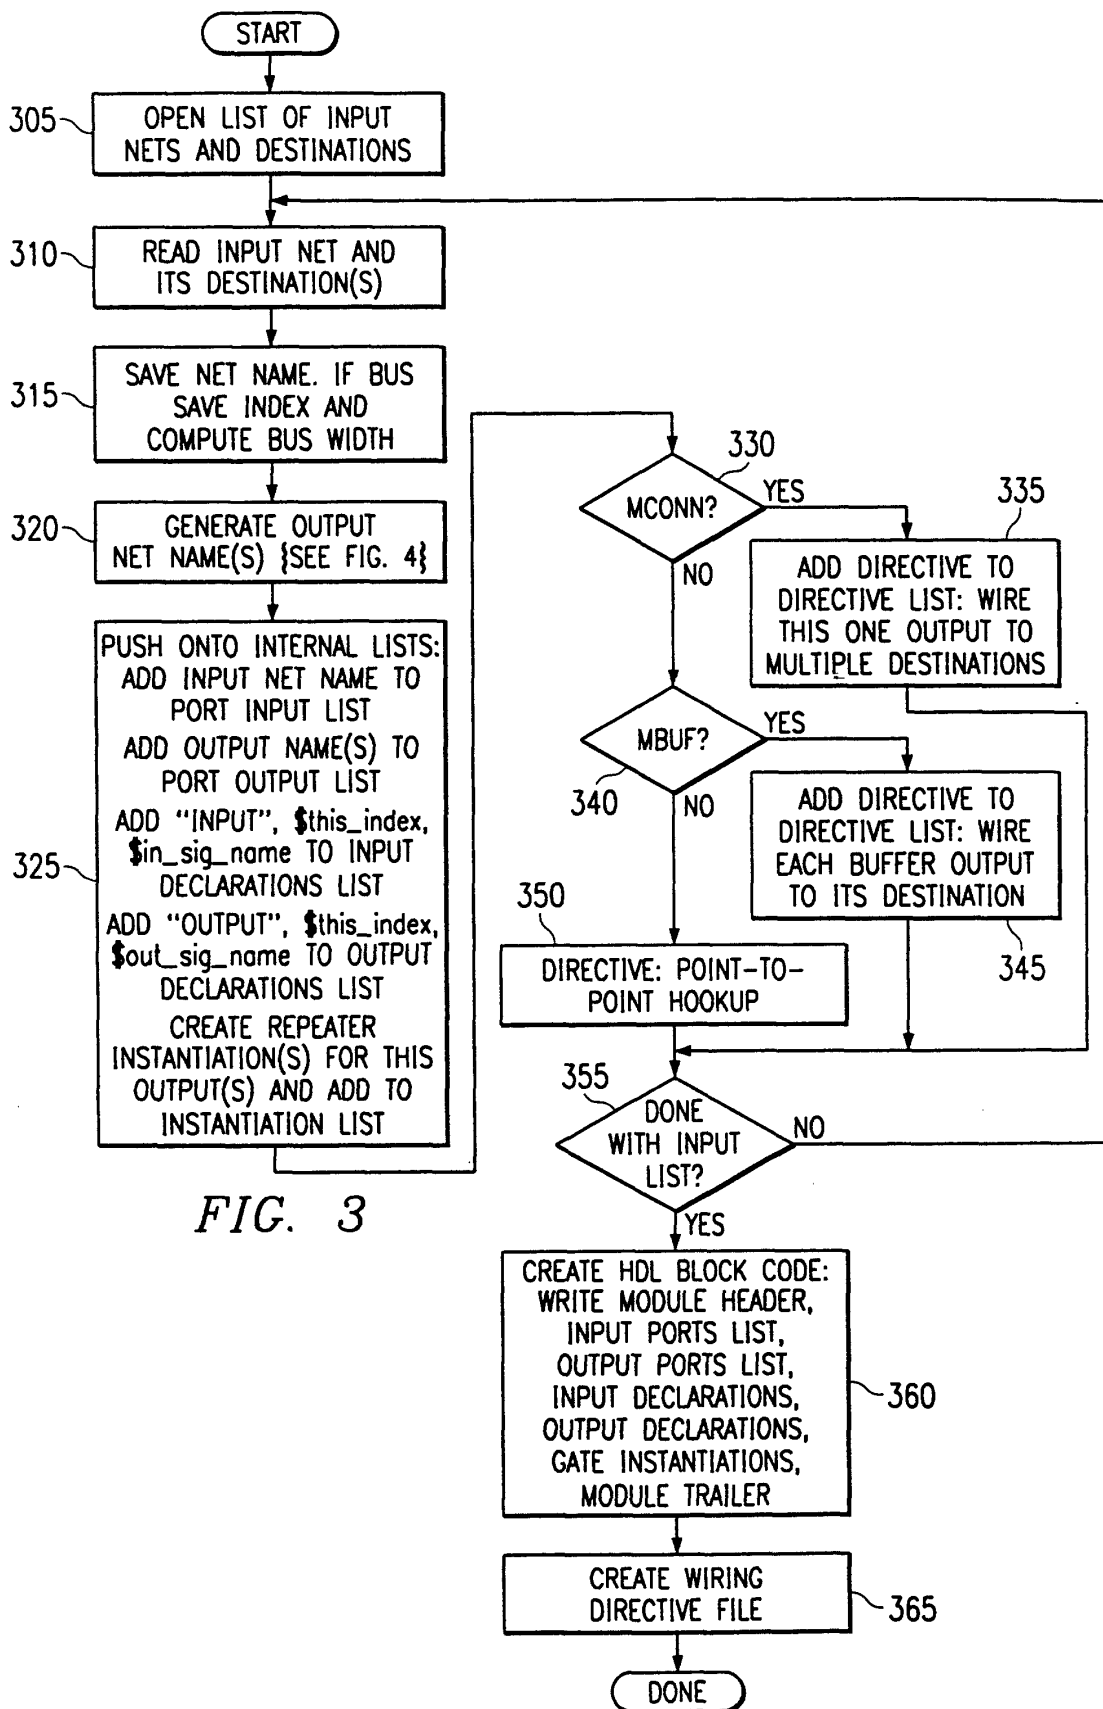 START
305
OPEN LIST OF INPUT
NETS AND DESTINATIONS
310
READ INPUT NET AND
ITS DESTINATION(S)
315
SAVE NET NAME. IF BUS
SAVE INDEX AND
COMPUTE BUS WIDTH
320
GENERATE OUTPUT
NET NAME(S) {SEE FIG. 4}
325
PUSH ONTO INTERNAL LISTS:
ADD INPUT NET NAME TO
PORT INPUT LIST
ADD OUTPUT NAME(S) TO
PORT OUTPUT LIST
ADD "INPUT", $this_index,
$in_sig_name TO INPUT
DECLARATIONS LIST
ADD "OUTPUT", $this_index,
$out_sig_name TO OUTPUT
DECLARATIONS LIST
CREATE REPEATER
INSTANTIATION(S) FOR THIS
OUTPUT(S) AND ADD TO
INSTANTIATION LIST
330
MCONN?
YES
NO
335
ADD DIRECTIVE TO
DIRECTIVE LIST: WIRE
THIS ONE OUTPUT TO
MULTIPLE DESTINATIONS
MBUF?
YES
340
NO
ADD DIRECTIVE TO
DIRECTIVE LIST: WIRE
EACH BUFFER OUTPUT
TO ITS DESTINATION
345
350
DIRECTIVE: POINT-TO-
POINT HOOKUP
355
DONE
WITH INPUT
LIST?
NO
YES
CREATE HDL BLOCK CODE:
WRITE MODULE HEADER,
INPUT PORTS LIST,
OUTPUT PORTS LIST,
INPUT DECLARATIONS,
OUTPUT DECLARATIONS,
GATE INSTANTIATIONS,
MODULE TRAILER
360
CREATE WIRING
DIRECTIVE FILE
365
DONE
FIG. 3